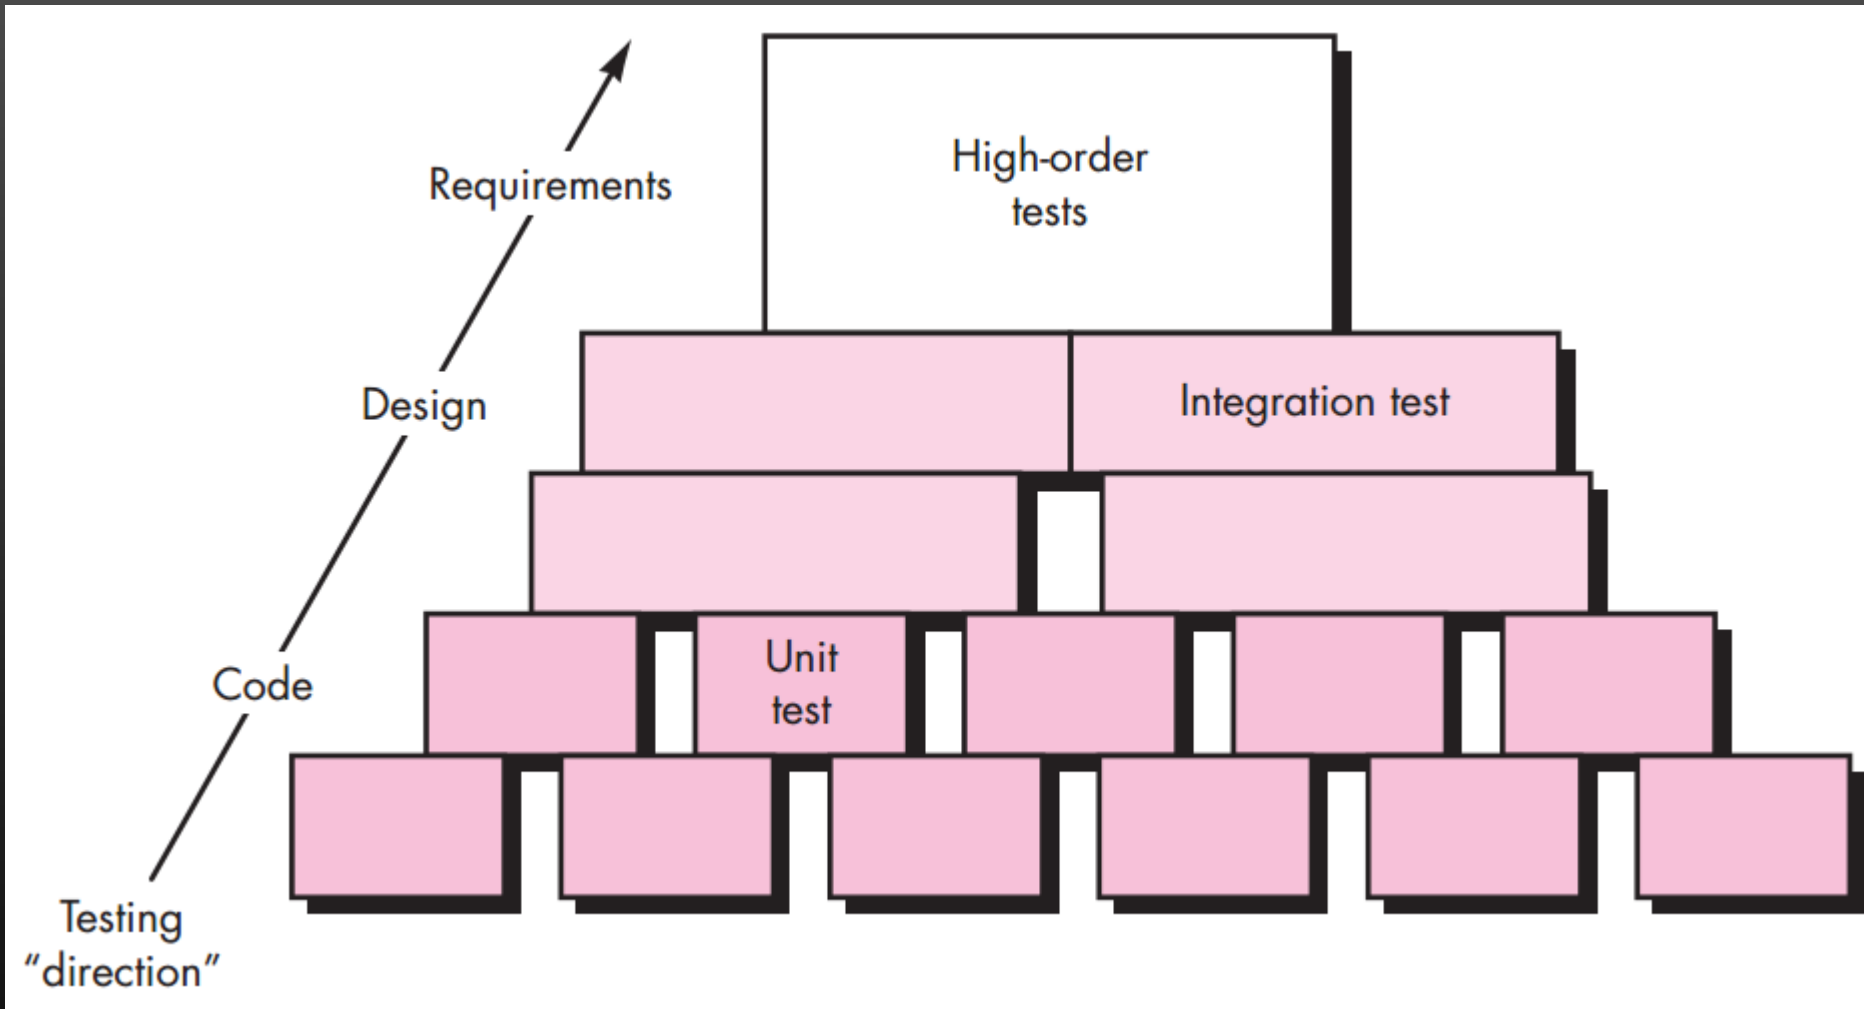 High-order
tests
Requirements
Integration test
Design
Unit
test
Code
Testing
“direction”